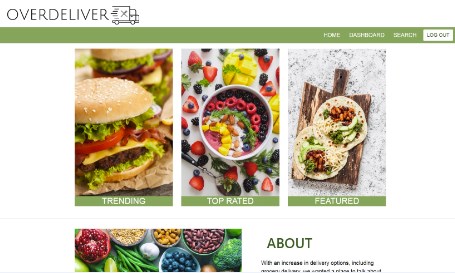 OVERDELIVER
HOME DASHBOARD SEARCH LOG OUT
TRENDING TOP RATED FEATURED
ABOUT
With an increase in delivery options, including
grocery delivery, we wanted a place to talk about